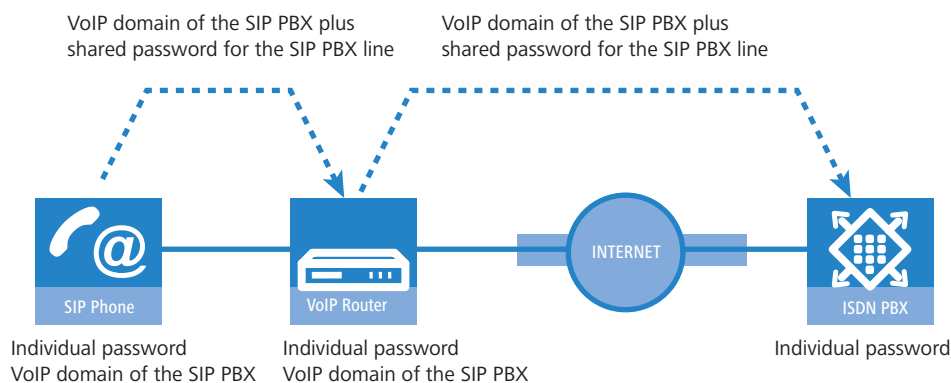 VoIP domain of the SIP PBX plus
shared password for the SIP PBX line
VoIP domain of the SIP PBX plus
shared password for the SIP PBX line
@
SIP Phone
VoIP Router
INTERNET
ISDN PBX
Individual password
VoIP domain of the SIP PBX
Individual password
VoIP domain of the SIP PBX
Individual password